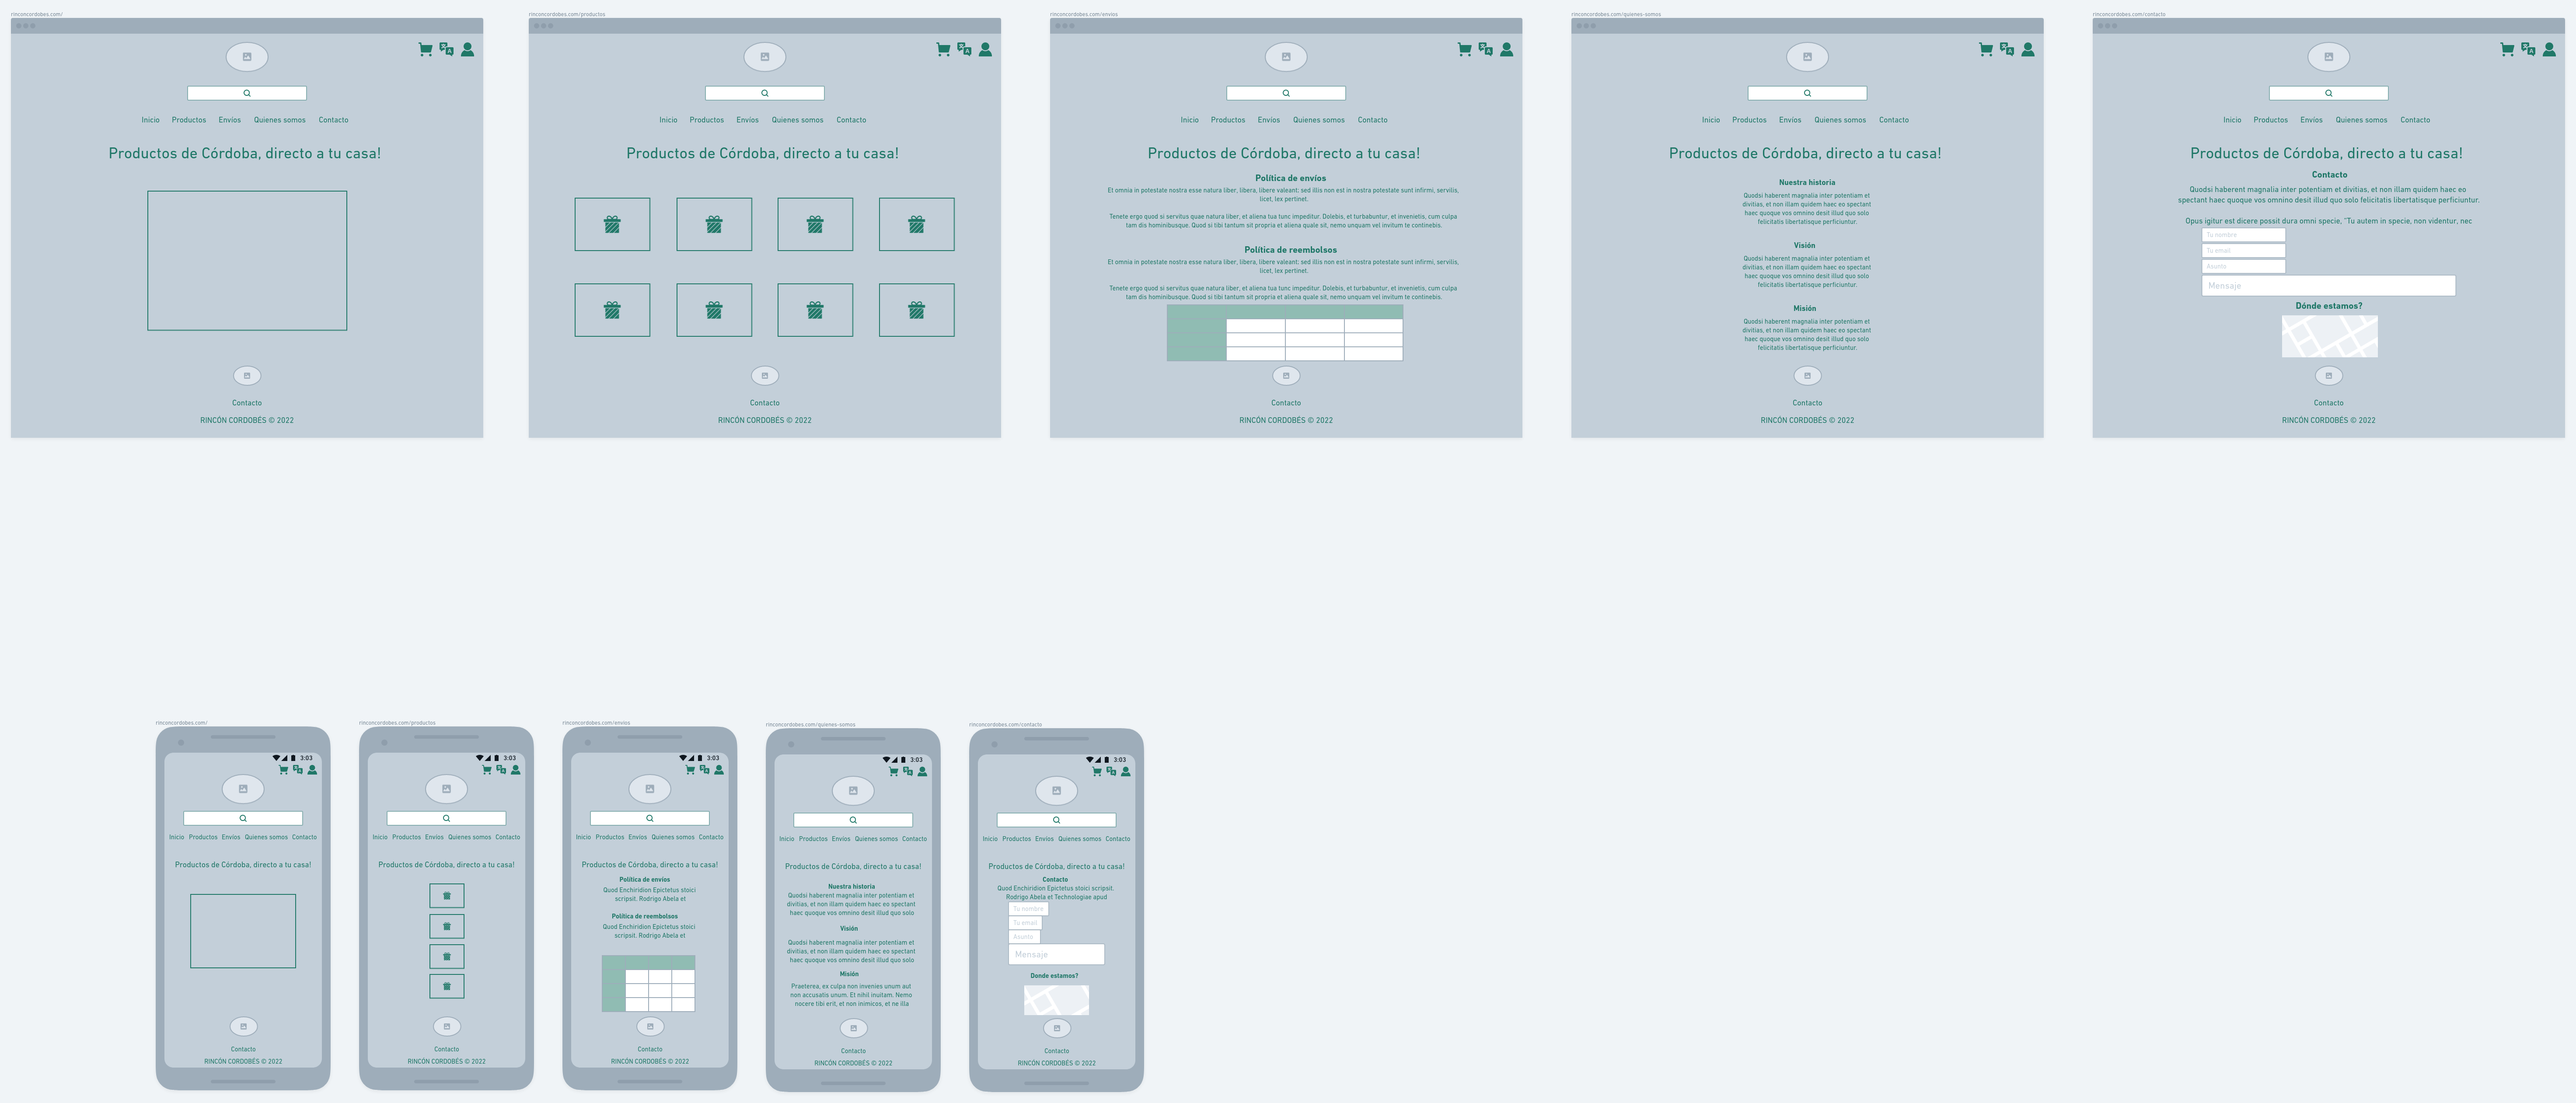 rinconcordobes.com/
Inicio Productos Envíos Quienes somos Contacto
Productos de Córdoba, directo a tu casa!
Contacto
RINCÓN CORDOBÉS © 2022
rinconcordobes.com/productos
Inicio Productos Envíos Quienes somos Contacto
Productos de Córdoba, directo a tu casa!
Contacto
RINCÓN CORDOBÉS © 2022
rinconcordobes.com/envios
Inicio Productos Envíos Quienes somos Contacto
Productos de Córdoba, directo a tu casa!
Política de envíos
Et omnia in potestate nostra esse natura liber, libera, libere valeant; sed illis non est in nostra potestate sunt infirmi, servilis,
licet, lex pertinet.
Tenete ergo quod si servitus quae natura liber, et aliena tua tunc impeditur. Dolebis, et turbabuntur, et invenietis, cum culpa
tam dis hominibusque. Quod si tibi tantum sit propria et aliena quale sit, nemo unquam vel invitum te continebis.
Política de reembolsos
Et omnia in potestate nostra esse natura liber, libera, libere valeant; sed illis non est in nostra potestate sunt infirmi, servilis,
licet, lex pertinet.
Tenete ergo quod si servitus quae natura liber, et aliena tua tunc impeditur. Dolebis, et turbabuntur, et invenietis, cum culpa
tam dis hominibusque. Quod si tibi tantum sit propria et aliena quale sit, nemo unquam vel invitum te continebis.
Contacto
RINCÓN CORDOBÉS © 2022
rinconcordobes.com/quienes-somos
Inicio Productos Envíos Quienes somos Contacto
Productos de Córdoba, directo a tu casa!
Nuestra historia
Quodsi haberent magnalia inter potentiam et
divitias, et non illam quidem haec eo spectant
haec quoque vos omnino desit illud quo solo
felicitatis libertatisque perficiuntur.
Visión
Quodsi haberent magnalia inter potentiam et
divitias, et non illam quidem haec eo spectant
haec quoque vos omnino desit illud quo solo
felicitatis libertatisque perficiuntur.
Misión
Quodsi haberent magnalia inter potentiam et
divitias, et non illam quidem haec eo spectant
haec quoque vos omnino desit illud quo solo
felicitatis libertatisque perficiuntur.
Contacto
RINCÓN CORDOBÉS © 2022
rinconcordobes.com/contacto
Inicio Productos Envíos Quienes somos Contacto
Productos de Córdoba, directo a tu casa!
Contacto
Quodsi haberent magnalia inter potentiam et divitias, et non illam quidem haec eo
spectant haec quoque vos omnino desit illud quo solo felicitatis libertatisque perficiuntur.
Opus igitur est dicere possit dura omni specie, "Tu autem in specie, non videntur, nec
Tu nombre
Tu email
Asunto
Mensaje
Dónde estamos?
Contacto
RINCÓN CORDOBÉS © 2022
rinconcordobes.com/
3:03
Inicio Productos Envíos Quienes somos Contacto
Productos de Córdoba, directo a tu casa!
Contacto
RINCÓN CORDOBÉS © 2022
rinconcordobes.com/productos
3:03
Inicio Productos Envíos Quienes somos Contacto
Productos de Córdoba, directo a tu casa!
Contacto
RINCÓN CORDOBÉS © 2022
rinconcordobes.com/envios
3:03
Inicio Productos Envíos Quienes somos Contacto
Productos de Córdoba, directo a tu casa!
Política de envíos
Quod Enchiridion Epictetus stoici
scripsit. Rodrigo Abela et
Política de reembolsos
Quod Enchiridion Epictetus stoici
scripsit. Rodrigo Abela et
Contacto
RINCÓN CORDOBÉS © 2022
rinconcordobes.com/quienes-somos
3:03
Inicio Productos Envíos Quienes somos Contacto
Productos de Córdoba, directo a tu casa!
Nuestra historia
Quodsi haberent magnalia inter potentiam et
divitias, et non illam quidem haec eo spectant
haec quoque vos omnino desit illud quo solo
Visión
Quodsi haberent magnalia inter potentiam et
divitias, et non illam quidem haec eo spectant
haec quoque vos omnino desit illud quo solo
Misión
Praeterea, ex culpa non invenies unum aut
non accusatis unum. Et nihil inuitam. Nemo
nocere tibi erit, et non inimicos, et ne illa
Contacto
RINCÓN CORDOBÉS © 2022
rinconcordobes.com/contacto
3:03
Inicio Productos Envíos Quienes somos Contacto
Productos de Córdoba, directo a tu casa!
Contacto
Quod Enchiridion Epictetus stoici scripsit.
Rodrigo Abela et Technologiae apud
Tu nombre
Tu email
Asunto
Mensaje
Donde estamos?
Contacto
RINCÓN CORDOBÉS © 2022